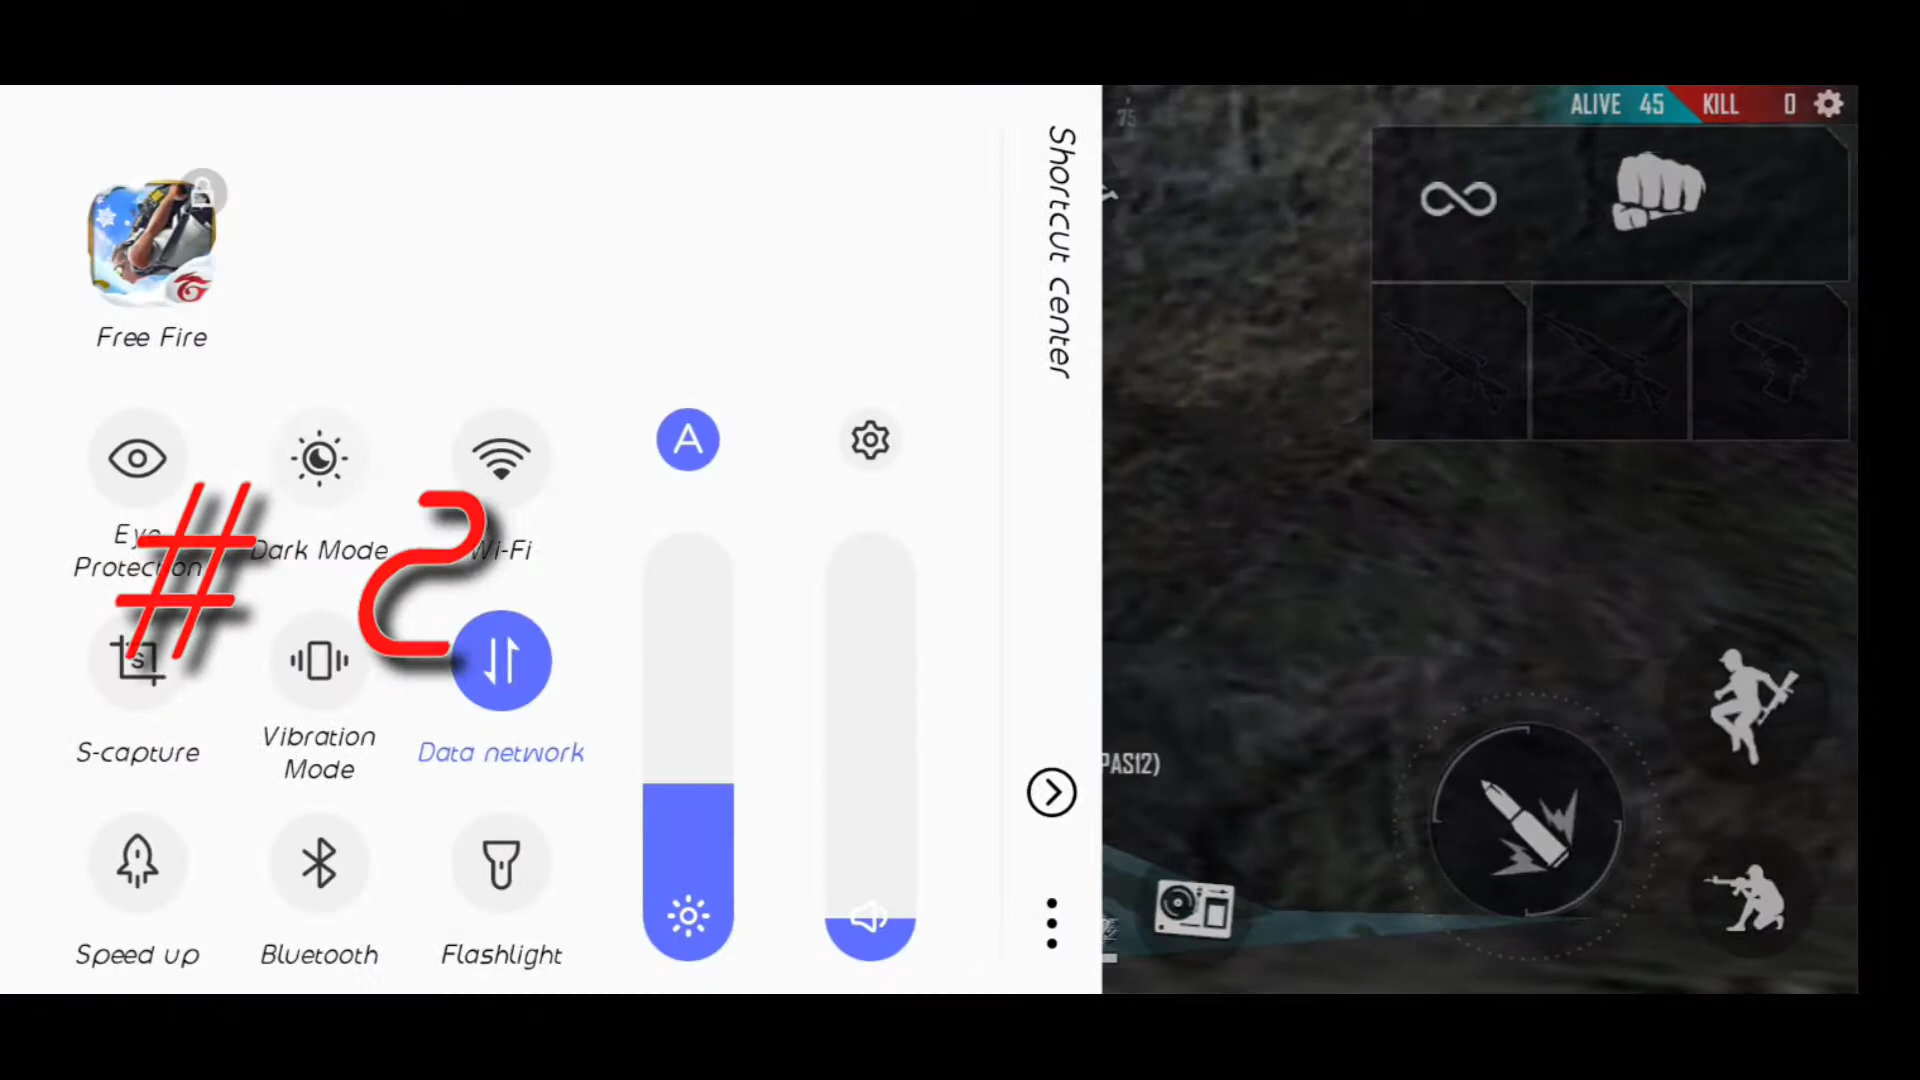 Shortcut center
Free Fire
A
Eye
Protection
Dark Mode
Wi-Fi
# 2
S
S-capture
Vibration
Mode
Data network
Speed up
Bluetooth
Flashlight
75
ALIVE 45
KILL 0
PAS12)